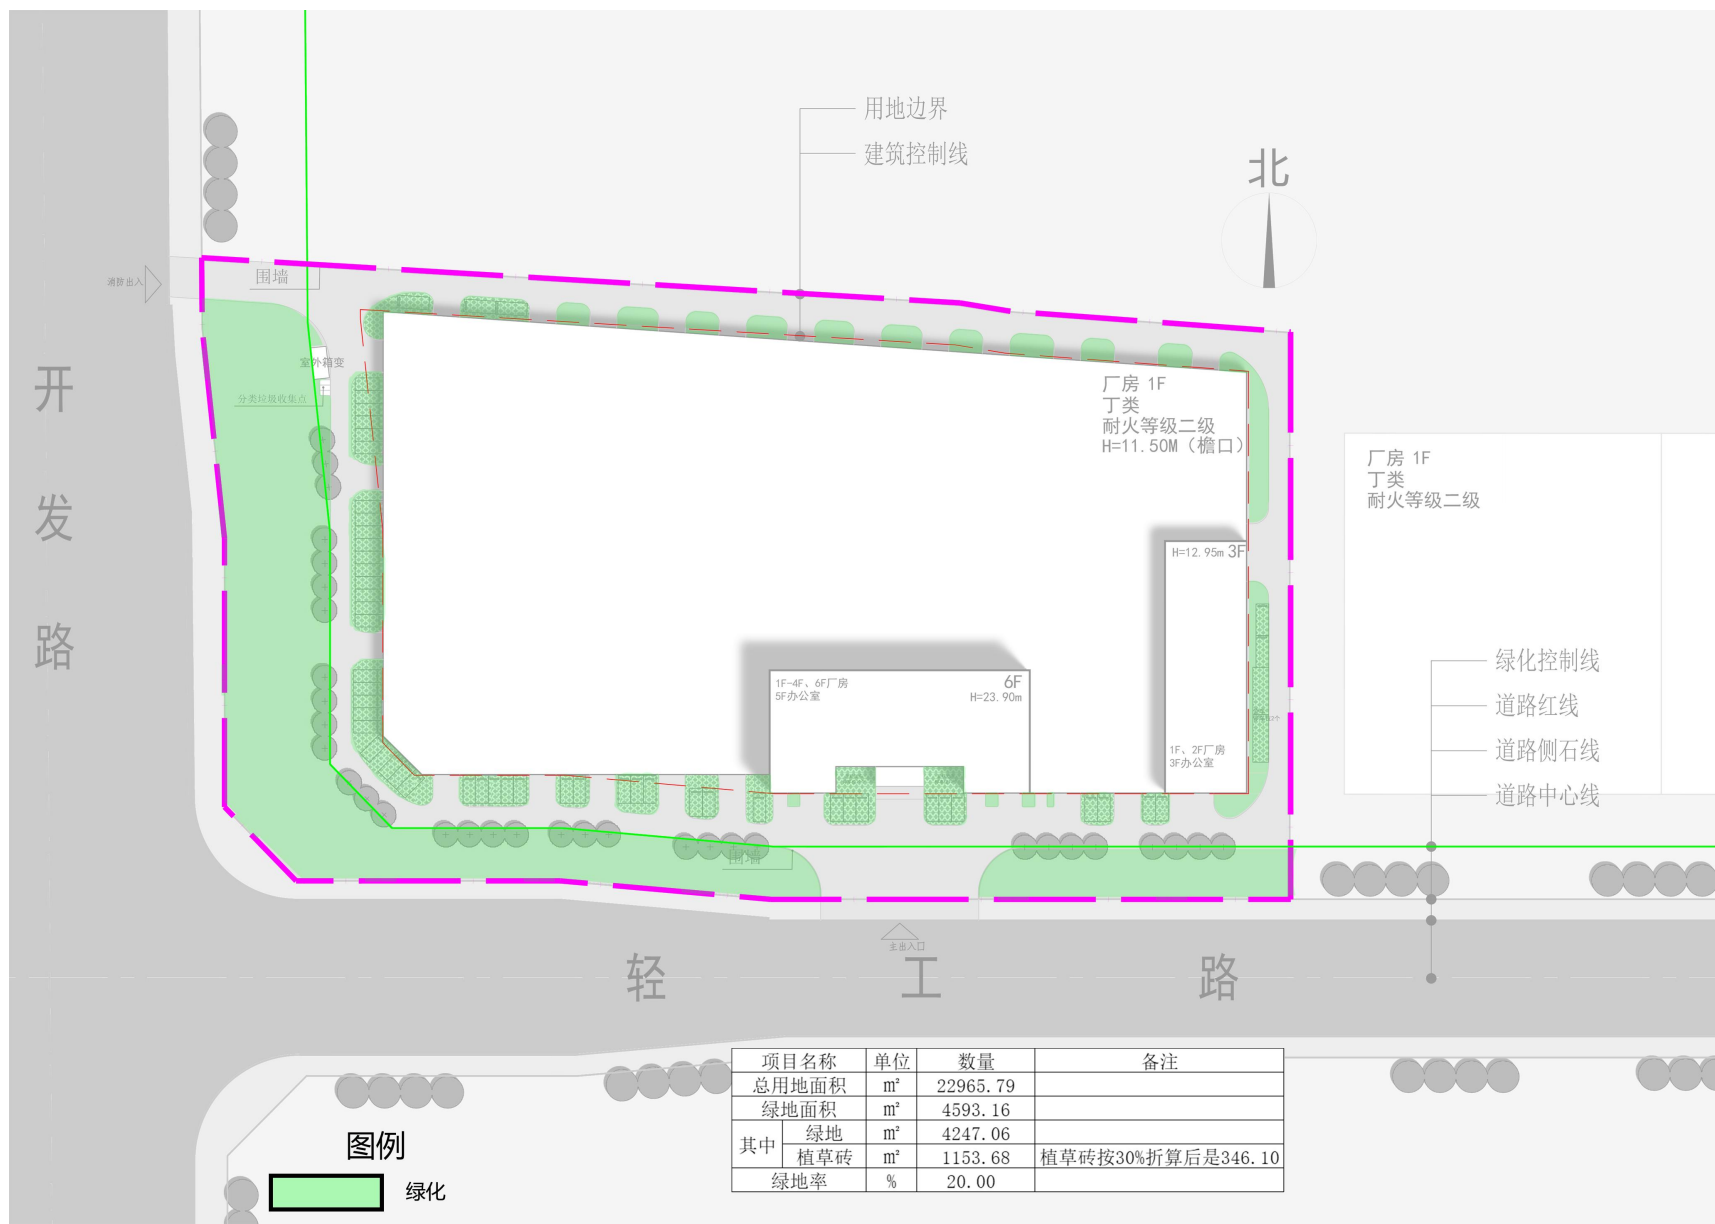 用地边界
建筑控制线
北
围墙
消防出入
室外箱变
分类垃圾收集点
开
发
路
厂房 1F
丁类
耐火等级二级
H=11.50M（檐口）
厂房 1F
丁类
耐火等级二级
H=12.95m 3F
1F-4F、6F厂房
5F办公室
6F
H=23.90m
1F、2F厂房
3F办公室
绿化控制线
道路红线
道路侧石线
道路中心线
围墙
主出入口
轻 工 路
项目名称 单位 数量 备注
总用地面积 m² 22965.79
绿地面积 m² 4593.16
其中 绿地 m² 4247.06
植草砖 m² 1153.68 植草砖按30%折算后是346.10
绿地率 % 20.00
图例
绿化